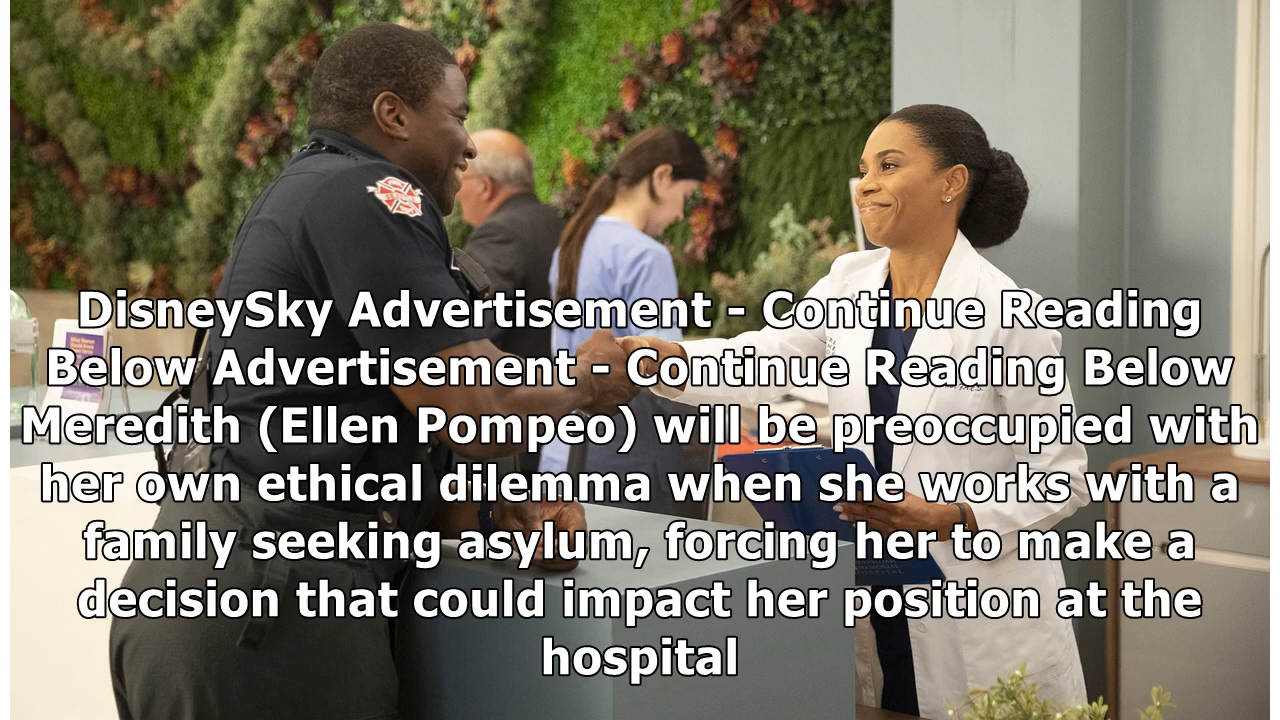 DisneySky Advertisement - Continue Reading
Below Advertisement - Continue Reading Below
Meredith (Ellen Pompeo) will be preoccupied with
her own ethical dilemma when she works with a
family seeking asylum, forcing her to make a
decision that could impact her position at the
hospital